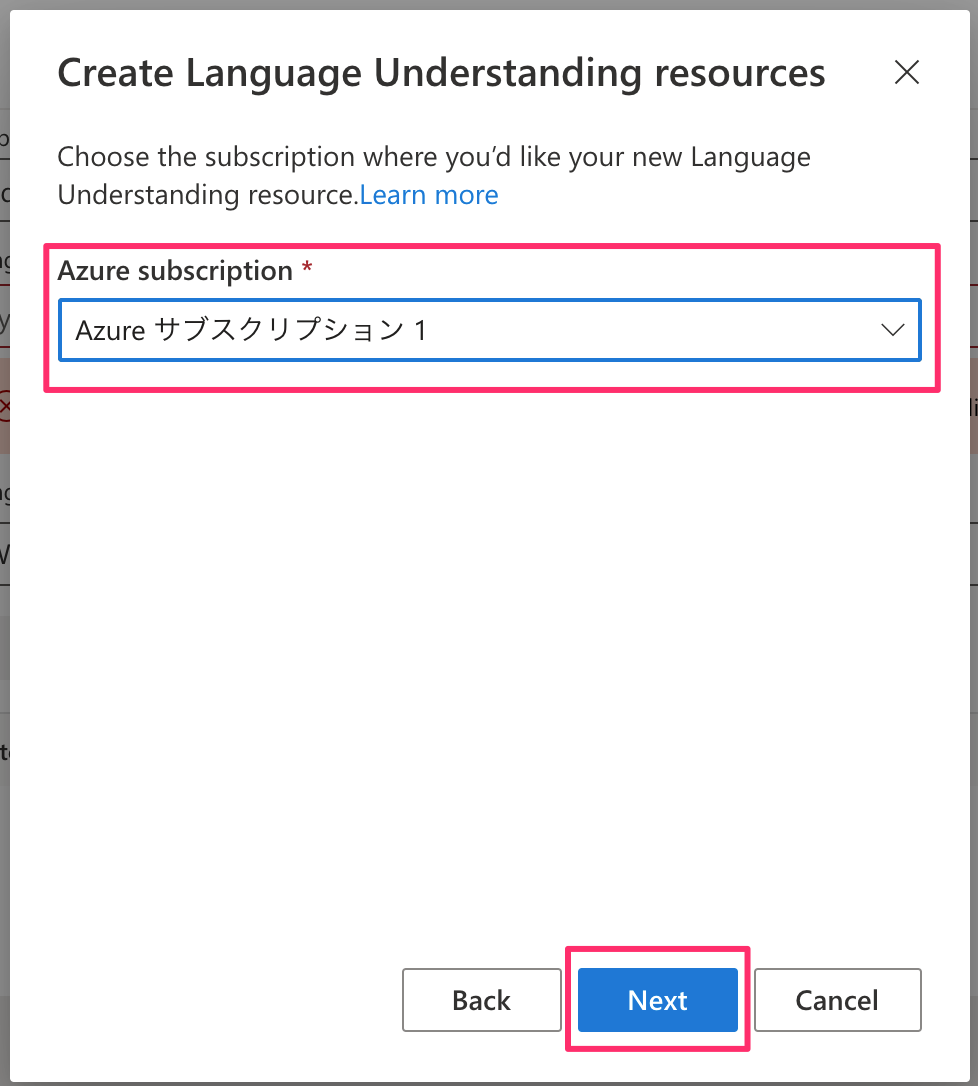 Create Language Understanding resources
Choose the subscription where you’d like your new Language
Understanding resource.Learn more
Azure subscription *
Azure サブスクリプション 1
Back
Next
Cancel